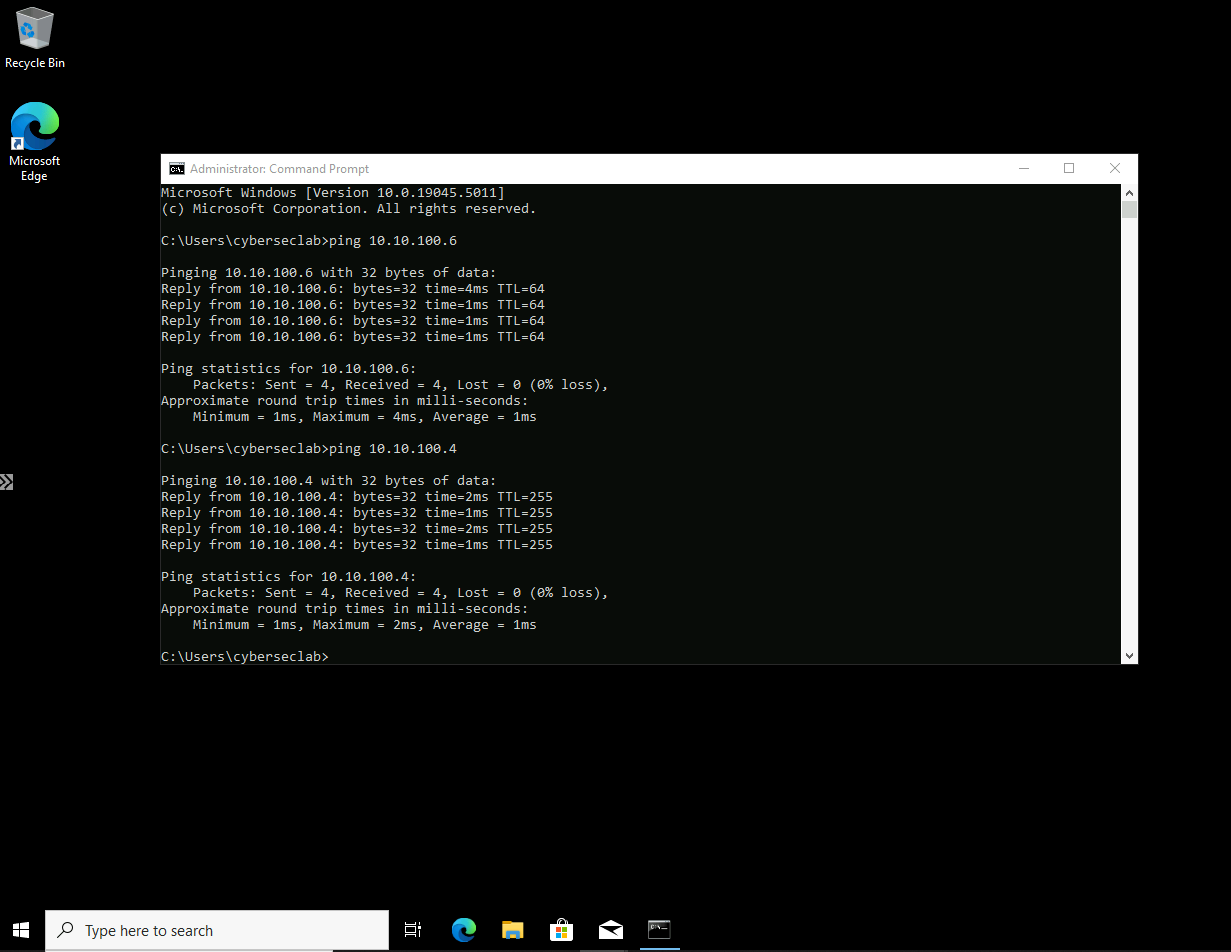 Recycle Bin
Microsoft
Edge
Administrator: Command Prompt
Microsoft Windows [Version 10.0.19045.5011]
(c) Microsoft Corporation. All rights reserved.
C:\Users\cyberseclab>ping 10.10.100.6
Pinging 10.10.100.6 with 32 bytes of data:
Reply from 10.10.100.6: bytes=32 time=4ms TTL=64
Reply from 10.10.100.6: bytes=32 time=1ms TTL=64
Reply from 10.10.100.6: bytes=32 time=1ms TTL=64
Reply from 10.10.100.6: bytes=32 time=1ms TTL=64
Ping statistics for 10.10.100.6:
    Packets: Sent = 4, Received = 4, Lost = 0 (0% loss),
Approximate round trip times in milli-seconds:
    Minimum = 1ms, Maximum = 4ms, Average = 1ms
C:\Users\cyberseclab>ping 10.10.100.4
Pinging 10.10.100.4 with 32 bytes of data:
Reply from 10.10.100.4: bytes=32 time=2ms TTL=255
Reply from 10.10.100.4: bytes=32 time=1ms TTL=255
Reply from 10.10.100.4: bytes=32 time=2ms TTL=255
Reply from 10.10.100.4: bytes=32 time=1ms TTL=255
Ping statistics for 10.10.100.4:
    Packets: Sent = 4, Received = 4, Lost = 0 (0% loss),
Approximate round trip times in milli-seconds:
    Minimum = 1ms, Maximum = 2ms, Average = 1ms
C:\Users\cyberseclab>
Type here to search